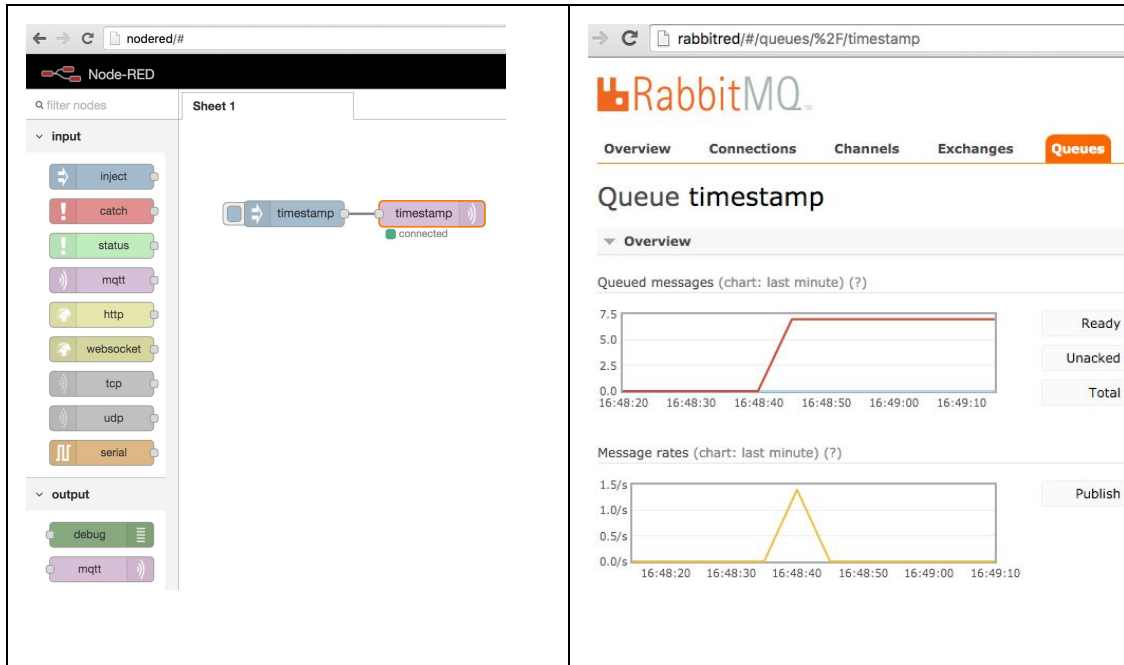 nodered/#
Node-RED
filter nodes
Sheet 1
input
inject
catch
status
mqtt
http
websocket
tcp
udp
serial
output
debug
mqtt
timestamp
timestamp
connected
rabbitred/#/queues/%2F/timestamp
RabbitMQ
Overview Connections Channels Exchanges Queues
Queue timestamp
Overview
Queued messages (chart: last minute) (?)
7.5
5.0
2.5
0.0
16:48:20 16:48:30 16:48:40 16:48:50 16:49:00 16:49:10
Ready
Unacked
Total
Message rates (chart: last minute) (?)
1.5/s
1.0/s
0.5/s
0.0/s
16:48:20 16:48:30 16:48:40 16:48:50 16:49:00 16:49:10
Publish